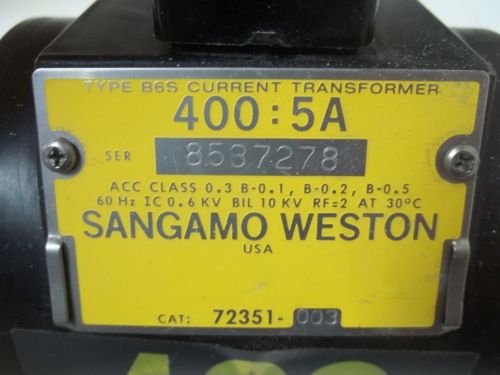 TYPE B6S CURRENT TRANSFORMER
400:5A
SER 8537278
ACC CLASS 0.3 B-0.1, B-0.2, B-0.5
60 Hz IC 0.6 KV BIL 10 KV RF=2 AT 30°C
SANGAMO WESTON
USA
CAT: 72351-003